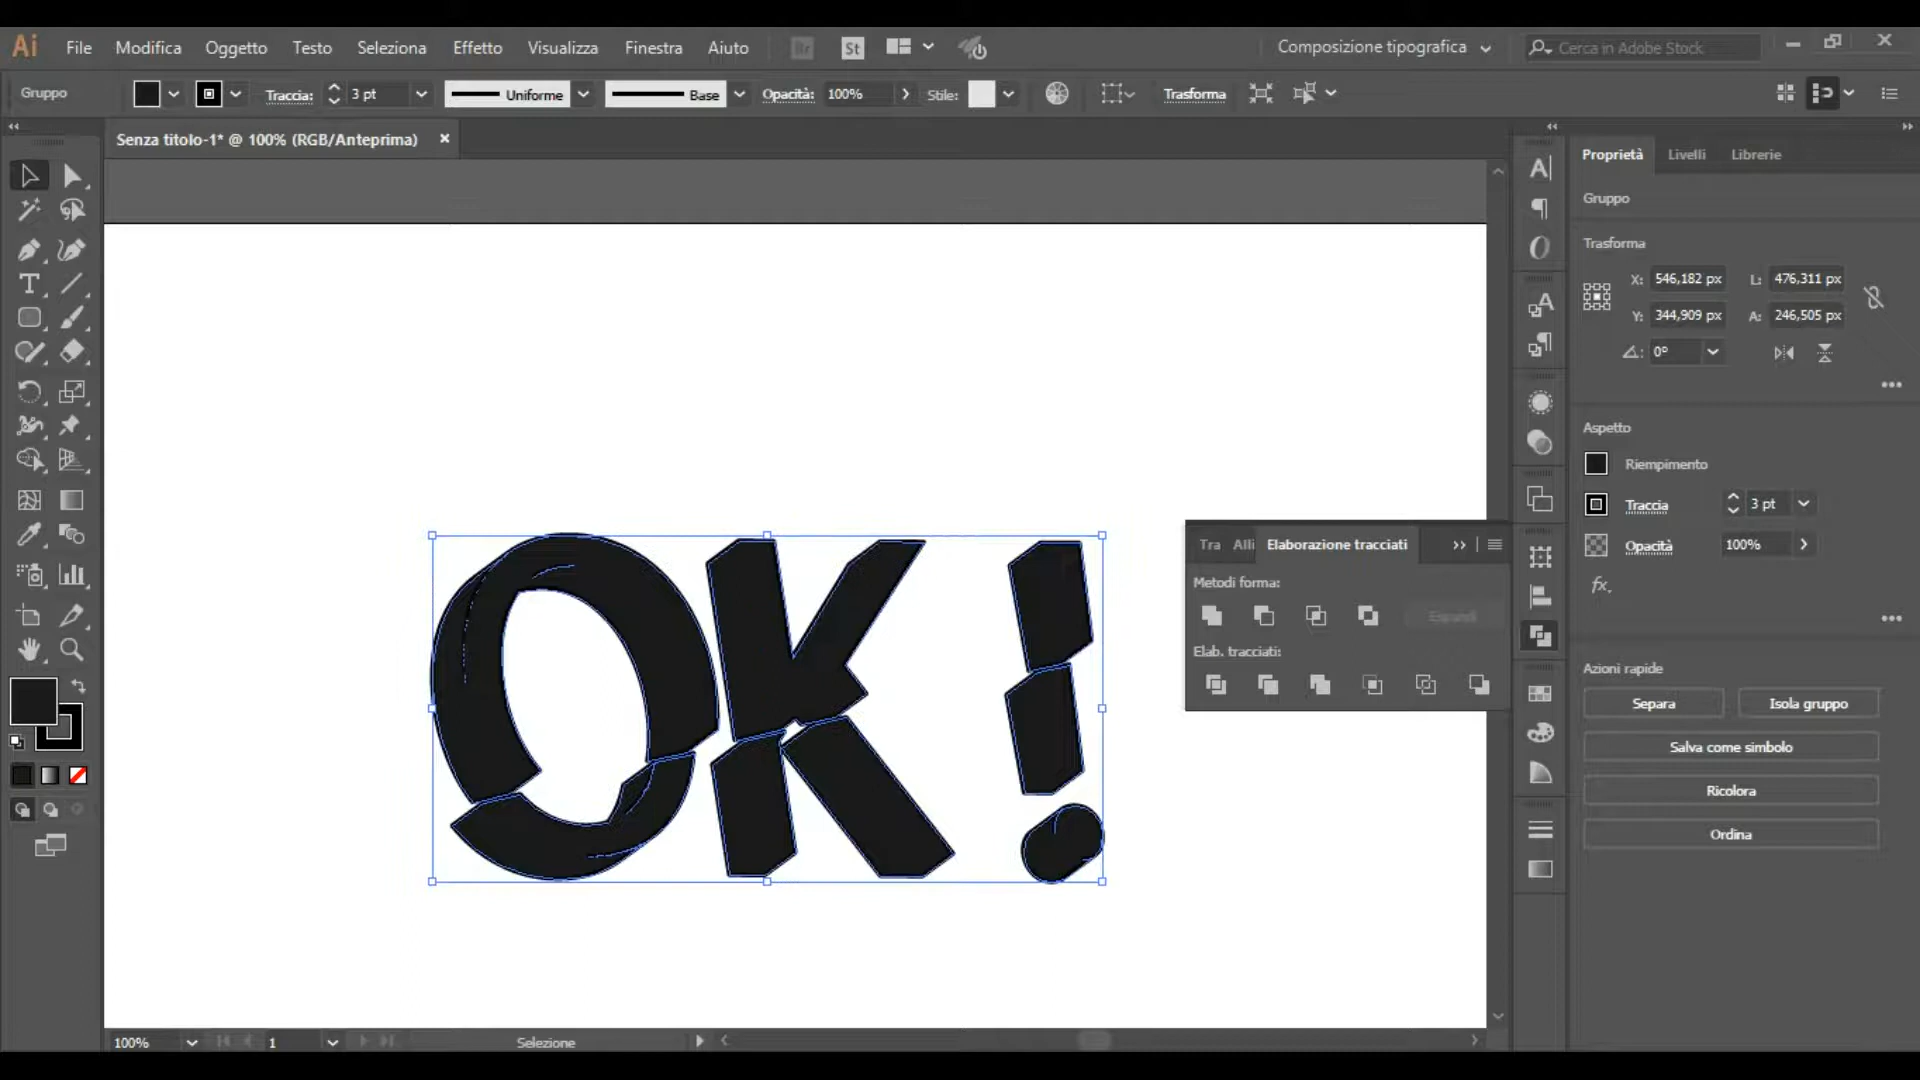 Ai File Modifica Oggetto Testo Seleziona Effetto Visualizza Finestra Aiuto Br St Composizione tipografica Cerca in Adobe Stock
Gruppo Traccia: 3 pt Uniforme Base Opacità: 100% Stile: Trasforma
Senza titolo-1* @ 100% (RGB/Anteprima)
Proprietà Livelli Librerie
Gruppo
Trasforma
X: 546,182 px L: 476,311 px
Y: 344,909 px A: 246,505 px
0°
Aspetto
Riempimento
Traccia 3 pt
Opacità 100%
fx.
Tra Alli Elaborazione tracciati
Metodi forma:
Espandi
Elab. tracciati:
OK!
Azioni rapide
Separa Isola gruppo
Salva come simbolo
Ricolora
Ordina
100% 1 Selezione